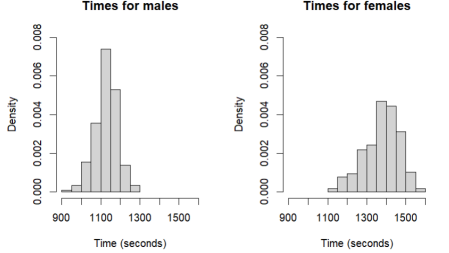 Times for males
Density
0.000 0.002 0.004 0.006 0.008
900 1100 1300 1500
Time (seconds)
Times for females
Density
0.000 0.002 0.004 0.006 0.008
900 1100 1300 1500
Time (seconds)